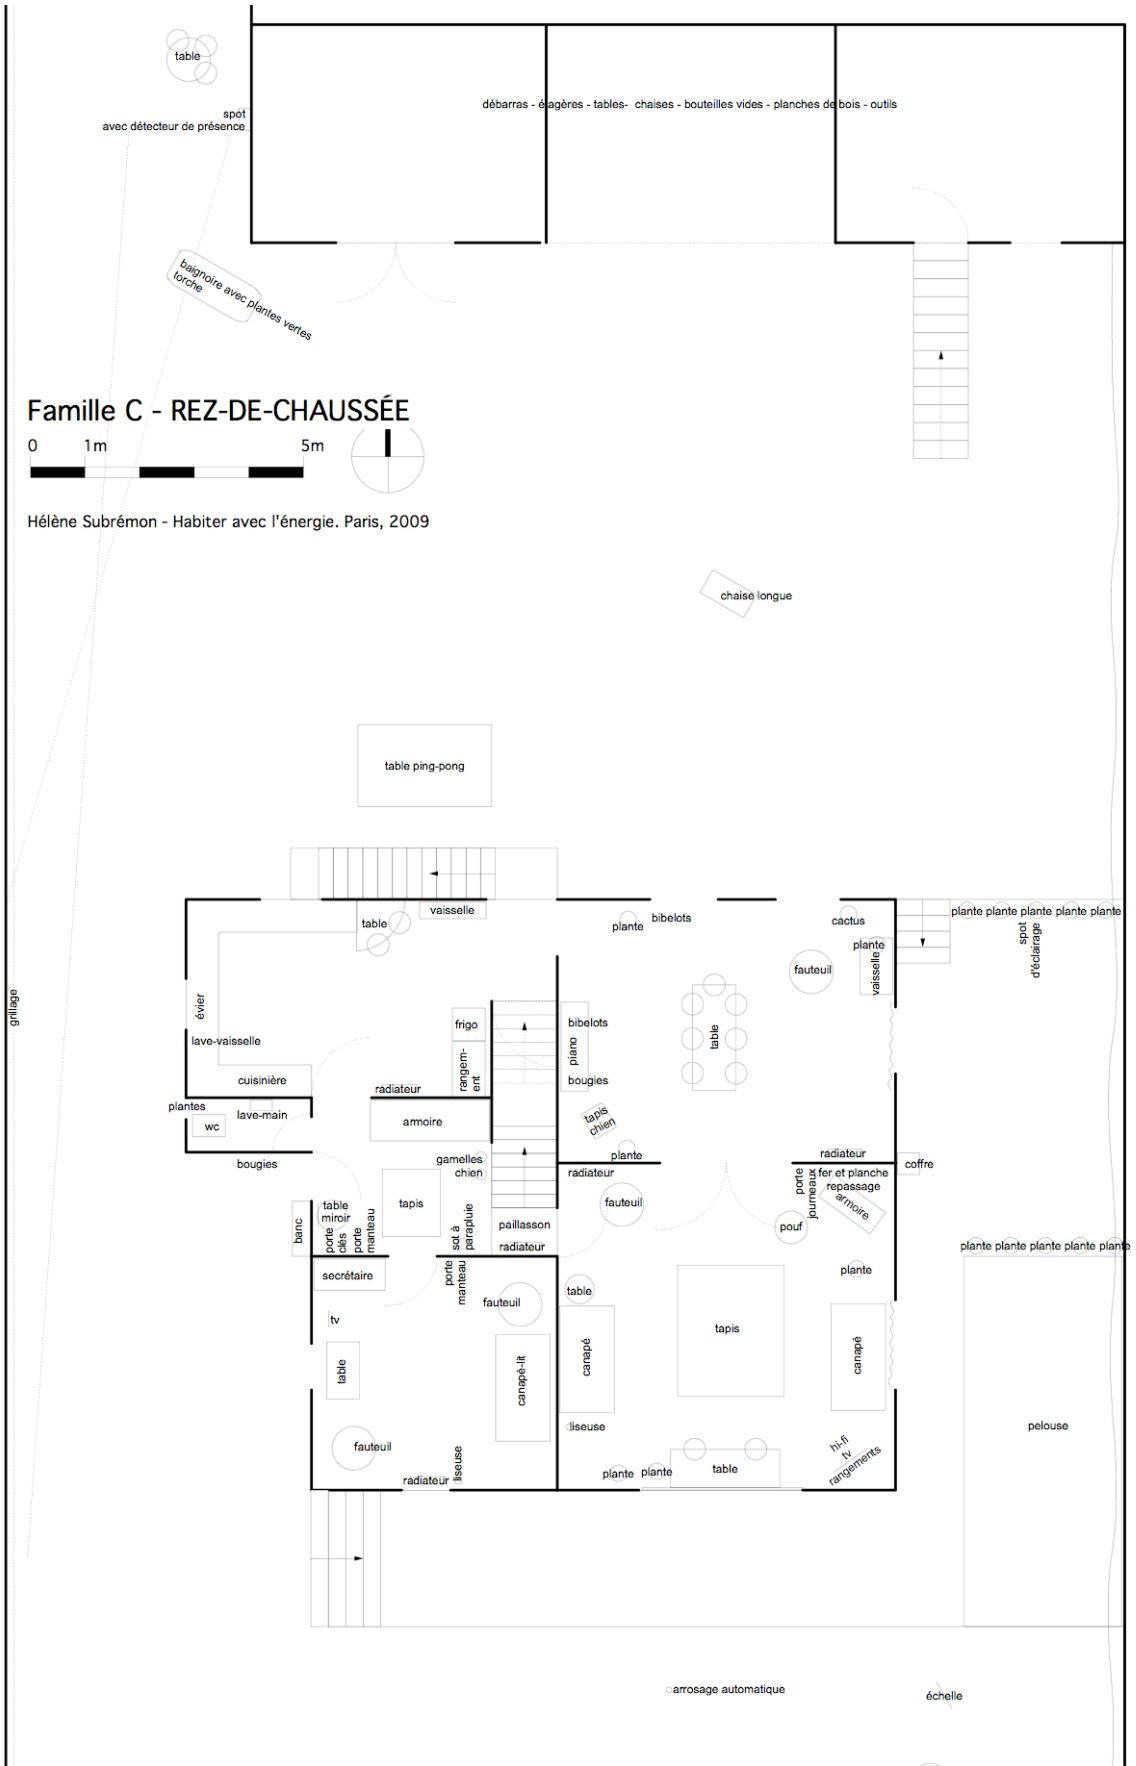 table
débarras - étagères - tables- chaises - bouteilles vides - planches de bois - outils
spot
avec détecteur de présence
baignoire avec plantes vertes
torche
Famille C - REZ-DE-CHAUSSÉE
0 1m 5m
Hélène Subrémon - Habiter avec l'énergie. Paris, 2009
chaise longue
table ping-pong
vaisselle
table
plante
bibelots
cactus
plante
vaisselle
fauteuil
plante plante plante plante plante
spot
d'éclairage
grillage
évier
lave-vaisselle
cuisinière
frigo
rangem-
ent
radiateur
bibelots
piano
bougies
table
tapis
chien
plante
plantes
lave-main
wc
bougies
armoire
gamelles
chien
tapis
banc
table
miroir
porte
clés
porte
manteau
sot à
parapluie
paillasson
radiateur
radiateur
fauteuil
radiateur
fer et planche
repassage
porte
journeaux
armoire
pouf
coffre
plante plante plante plante plante
plante
secrétaire
porte
manteau
fauteuil
tv
table
canapé-lit
fauteuil
radiateur
liseuse
table
canapé
tapis
canapé
liseuse
plante
plante
table
hi-fi
tv
rangements
pelouse
arrosage automatique
échelle